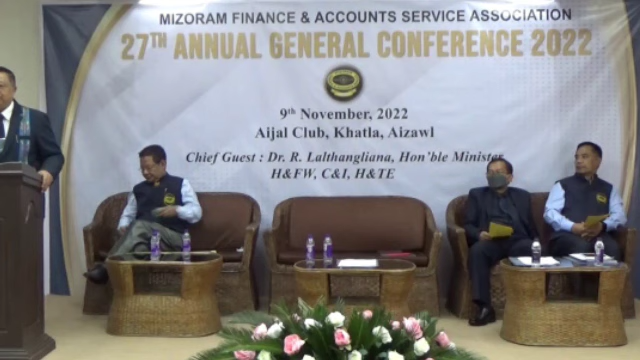 MIZORAM FINANCE & ACCOUNTS SERVICE ASSOCIATION
27TH ANNUAL GENERAL CONFERENCE 2022
9th November, 2022
Aijal Club, Khatla, Aizawl
Chief Guest : Dr. R. Lalthangliana, Hon'ble Minister
H&FW, C&I, H&TE